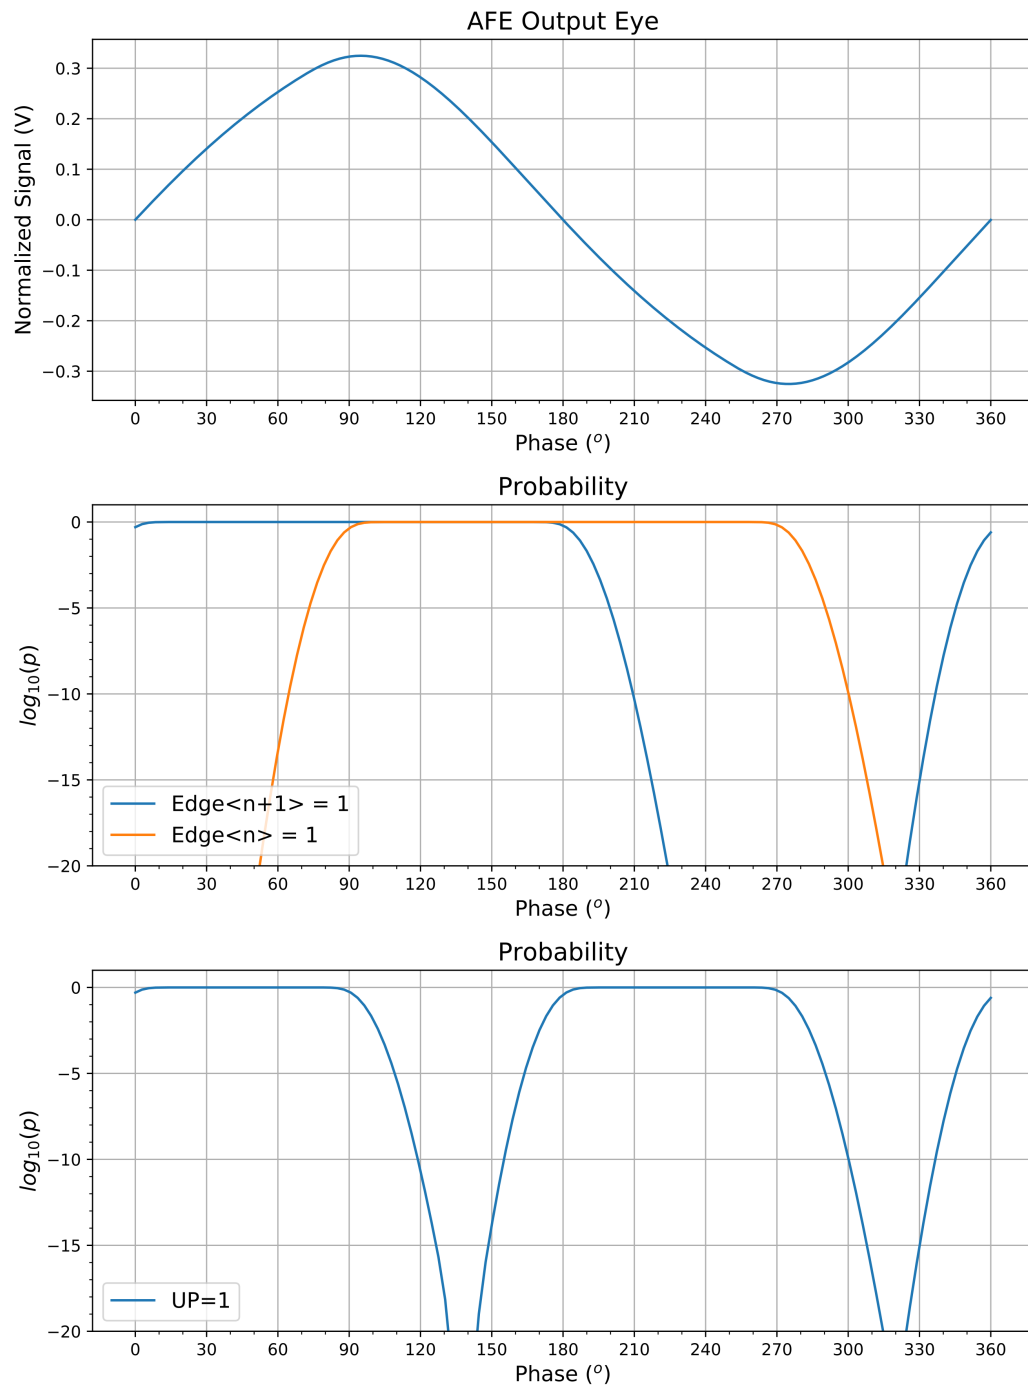 AFE Output Eye
Normalized Signal (V)
0.3
0.2
0.1
0.0
−0.1
−0.2
−0.3
0 30 60 90 120 150 180 210 240 270 300 330 360
Phase (o)
Probability
log10(p)
0
−5
−10
−15
−20
Edge<n+1> = 1
Edge<n> = 1
0 30 60 90 120 150 180 210 240 270 300 330 360
Phase (o)
Probability
log10(p)
0
−5
−10
−15
−20
UP=1
0 30 60 90 120 150 180 210 240 270 300 330 360
Phase (o)